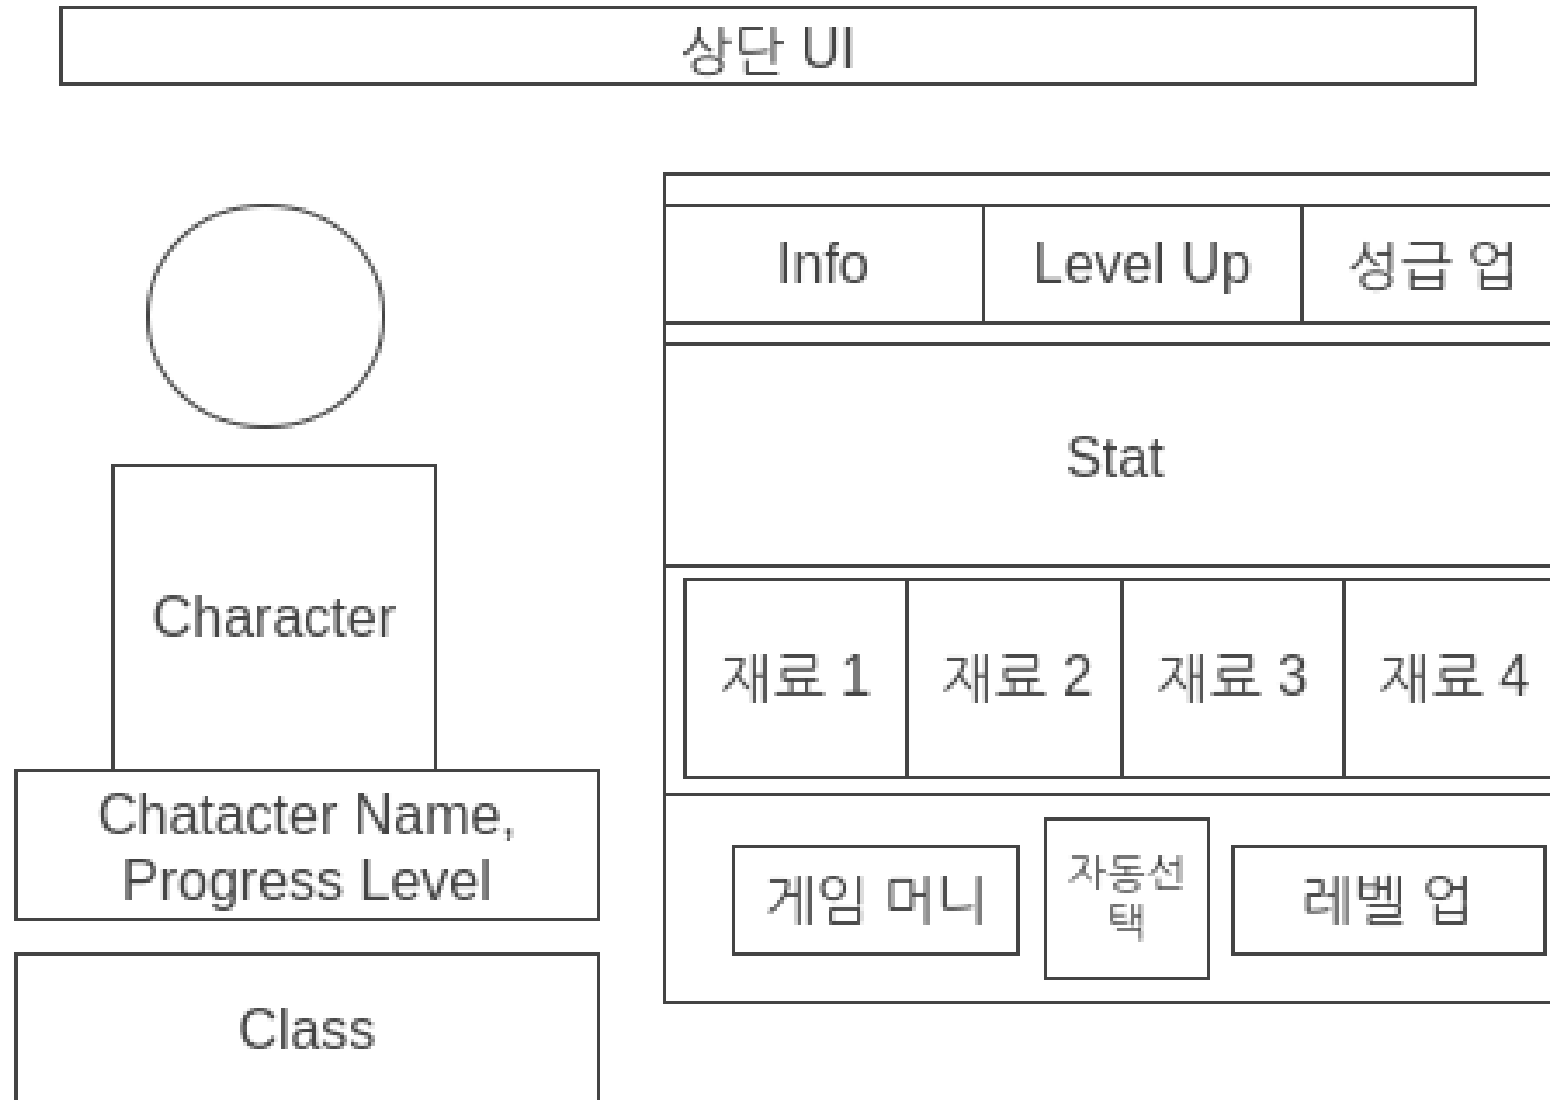 상단 UI
Info
Level Up
성급 업
Stat
Character
재료 1
재료 2
재료 3
재료 4
Chatacter Name,
Progress Level
게임 머니
자동선
택
레벨 업
Class